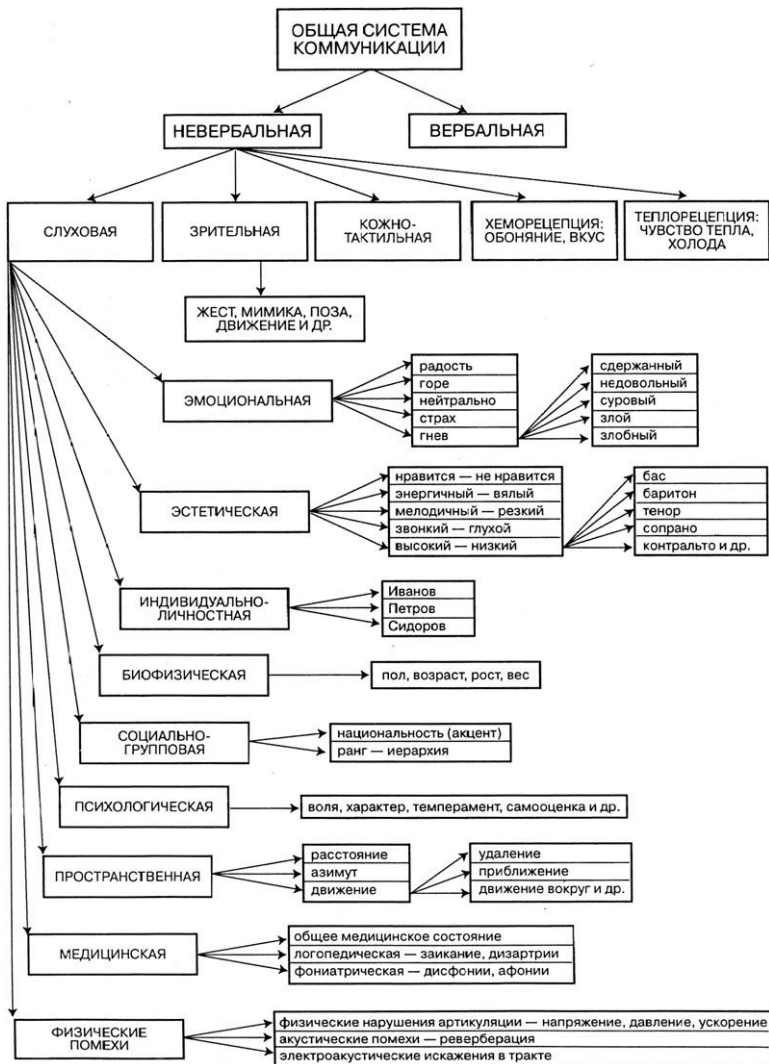 ОБЩАЯ СИСТЕМА
КОММУНИКАЦИИ
НЕВЕРБАЛЬНАЯ
ВЕРБАЛЬНАЯ
СЛУХОВАЯ
ЗРИТЕЛЬНАЯ
КОЖНО-
ТАКТИЛЬНАЯ
ХЕМОРЕЦЕПЦИЯ:
ОБОНЯНИЕ, ВКУС
ТЕПЛОРЕЦЕПЦИЯ:
ЧУВСТВО ТЕПЛА,
ХОЛОДА
ЖЕСТ, МИМИКА, ПОЗА,
ДВИЖЕНИЕ И ДР.
ЭМОЦИОНАЛЬНАЯ
радость
горе
нейтрально
страх
гнев
сдержанный
недовольный
суровый
злой
злобный
ЭСТЕТИЧЕСКАЯ
нравится — не нравится
энергичный — вялый
мелодичный — резкий
звонкий — глухой
высокий — низкий
бас
баритон
тенор
сопрано
контральто и др.
ИНДИВИДУАЛЬНО-
ЛИЧНОСТНАЯ
Иванов
Петров
Сидоров
БИОФИЗИЧЕСКАЯ
пол, возраст, рост, вес
СОЦИАЛЬНО-
ГРУППОВАЯ
национальность (акцент)
ранг — иерархия
ПСИХОЛОГИЧЕСКАЯ
воля, характер, темперамент, самооценка и др.
ПРОСТРАНСТВЕННАЯ
расстояние
азимут
движение
удаление
приближение
движение вокруг и др.
МЕДИЦИНСКАЯ
общее медицинское состояние
логопедическая — заикание, дизартрии
фониатрическая — дисфонии, афонии
ФИЗИЧЕСКИЕ
ПОМЕХИ
физические нарушения артикуляции — напряжение, давление, ускорение
акустические помехи — реверберация
электроакустические искажения в тракте